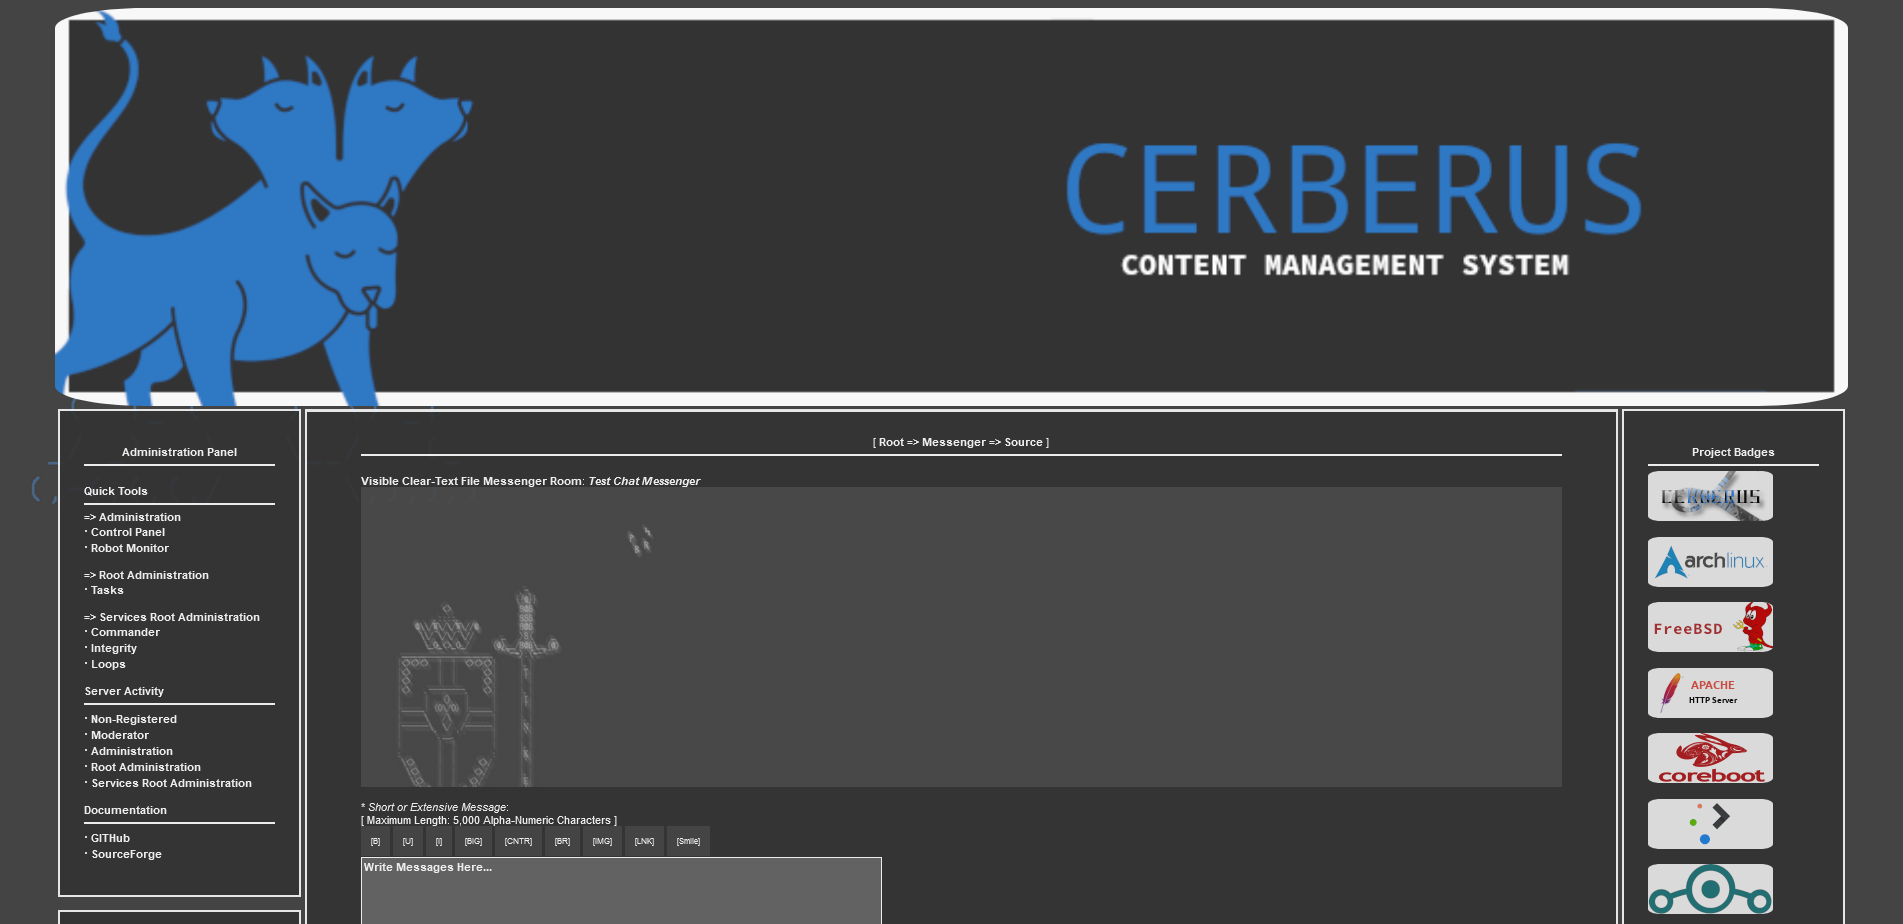 CERBERUS
CONTENT MANAGEMENT SYSTEM
Administration Panel
Quick Tools
=> Administration
· Control Panel
· Robot Monitor
=> Root Administration
· Tasks
=> Services Root Administration
· Commander
· Integrity
· Loops
Server Activity
· Non-Registered
· Moderator
· Administration
· Root Administration
· Services Root Administration
Documentation
· GITHub
· SourceForge
[ Root => Messenger => Source ]
Visible Clear-Text File Messenger Room: Test Chat Messenger
* Short or Extensive Message:
[ Maximum Length: 5,000 Alpha-Numeric Characters ]
[B] [U] [I] [BIG] [CNTR] [BR] [IMG] [LNK] [Smile]
Write Messages Here...
Project Badges
CERBERUS
archlinux
FreeBSD
APACHE
HTTP Server
coreboot